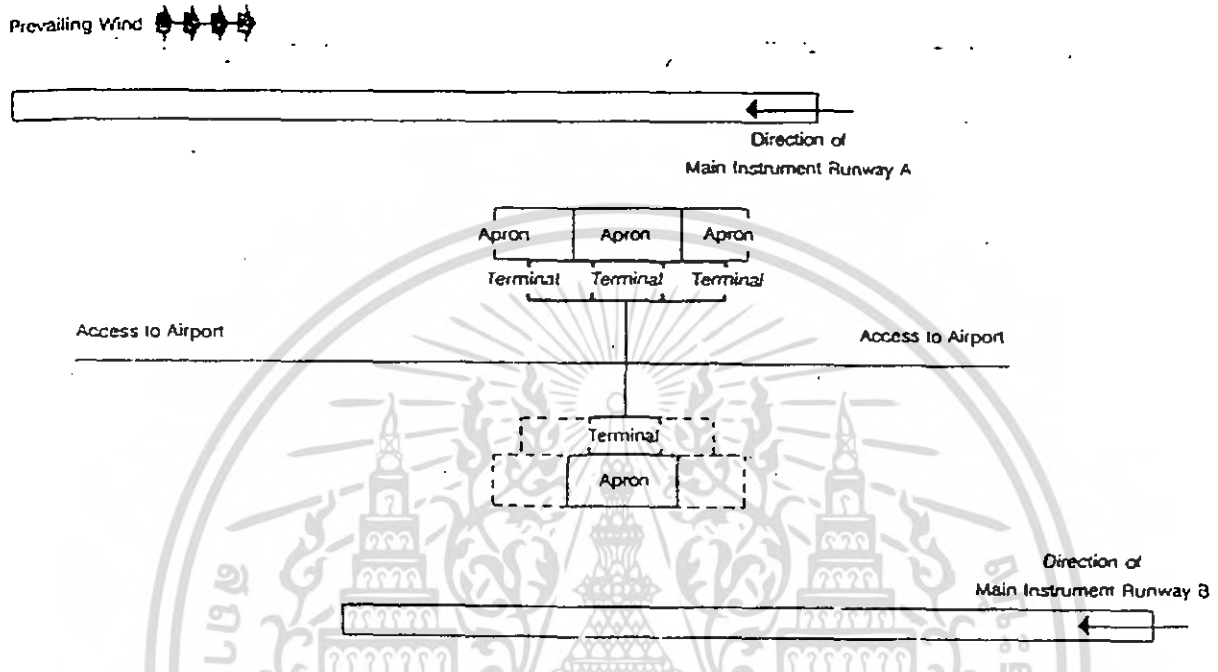 Prevailing Wind
Direction of
Main Instrument Runway A
Apron Apron Apron
Terminal Terminal Terminal
Access to Airport Access to Airport
Terminal
Apron
Direction of
Main Instrument Runway B